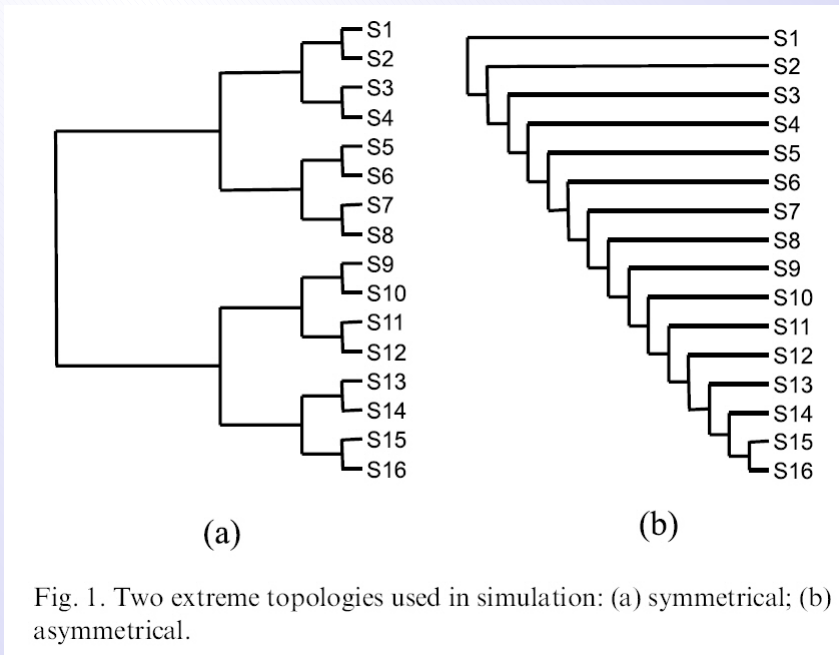 S1
S2
S3
S4
S5
S6
S7
S8
S9
S10
S11
S12
S13
S14
S15
S16
(a)
S1
S2
S3
S4
S5
S6
S7
S8
S9
S10
S11
S12
S13
S14
S15
S16
(b)
Fig. 1. Two extreme topologies used in simulation: (a) symmetrical; (b)
asymmetrical.